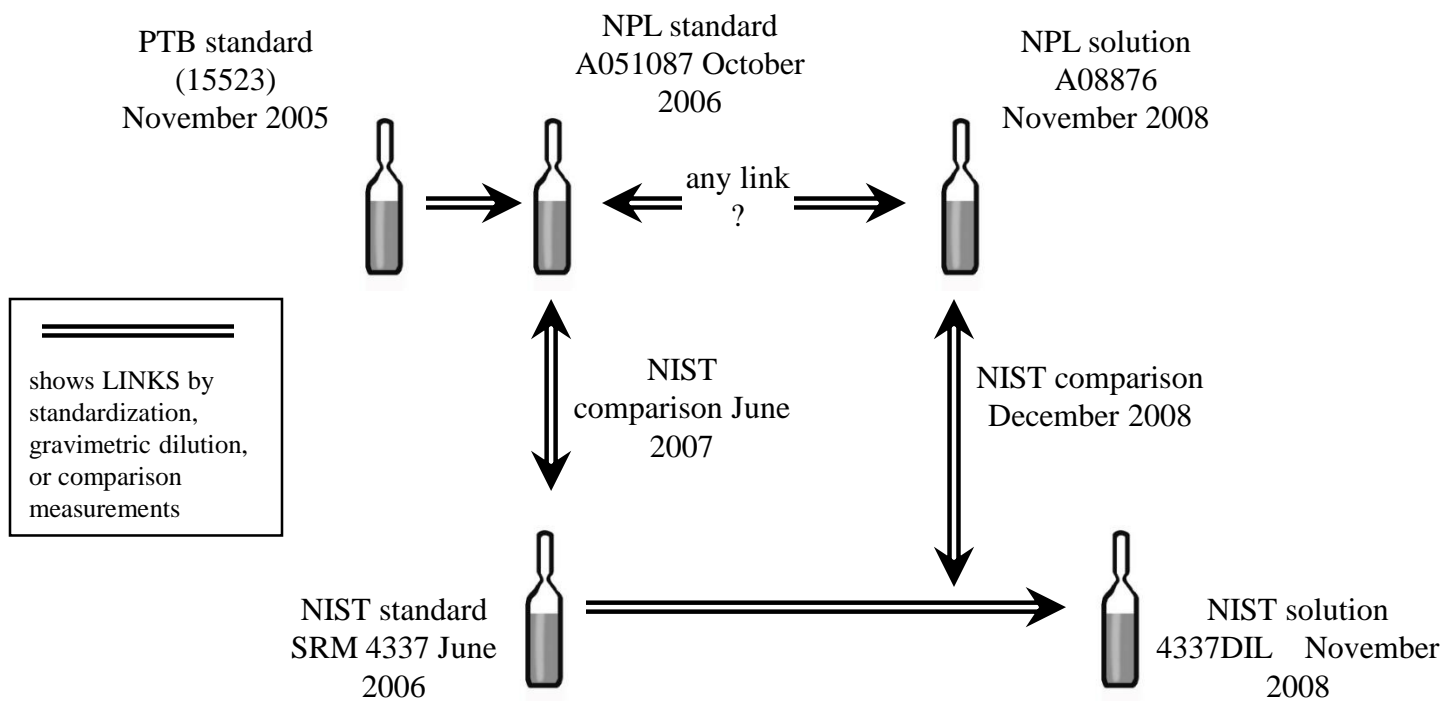 PTB standard
(15523)
November 2005
NPL standard
A051087 October
2006
NPL solution
A08876
November 2008
any link
?
shows LINKS by
standardization,
gravimetric dilution,
or comparison
measurements
NIST
comparison June
2007
NIST comparison
December 2008
NIST standard
SRM 4337 June
2006
NIST solution
4337DIL November
2008